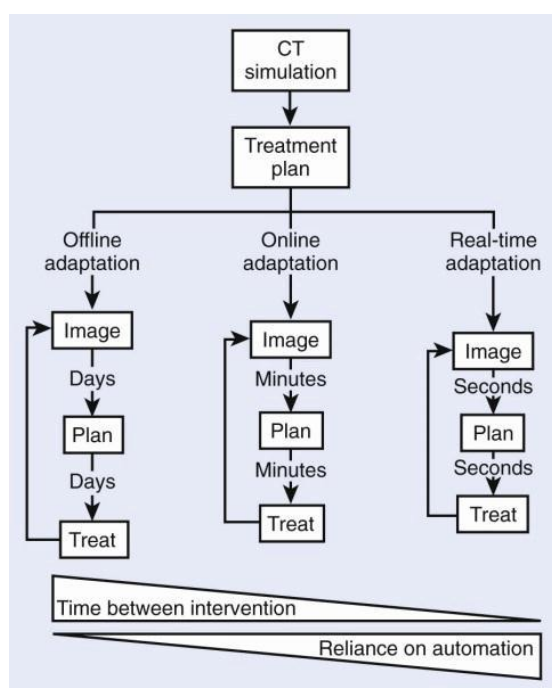 CT
simulation
Treatment
plan
Offline
adaptation
Online
adaptation
Real-time
adaptation
Image
Days
Plan
Days
Treat
Image
Minutes
Plan
Minutes
Treat
Image
Seconds
Plan
Seconds
Treat
Time between intervention
Reliance on automation